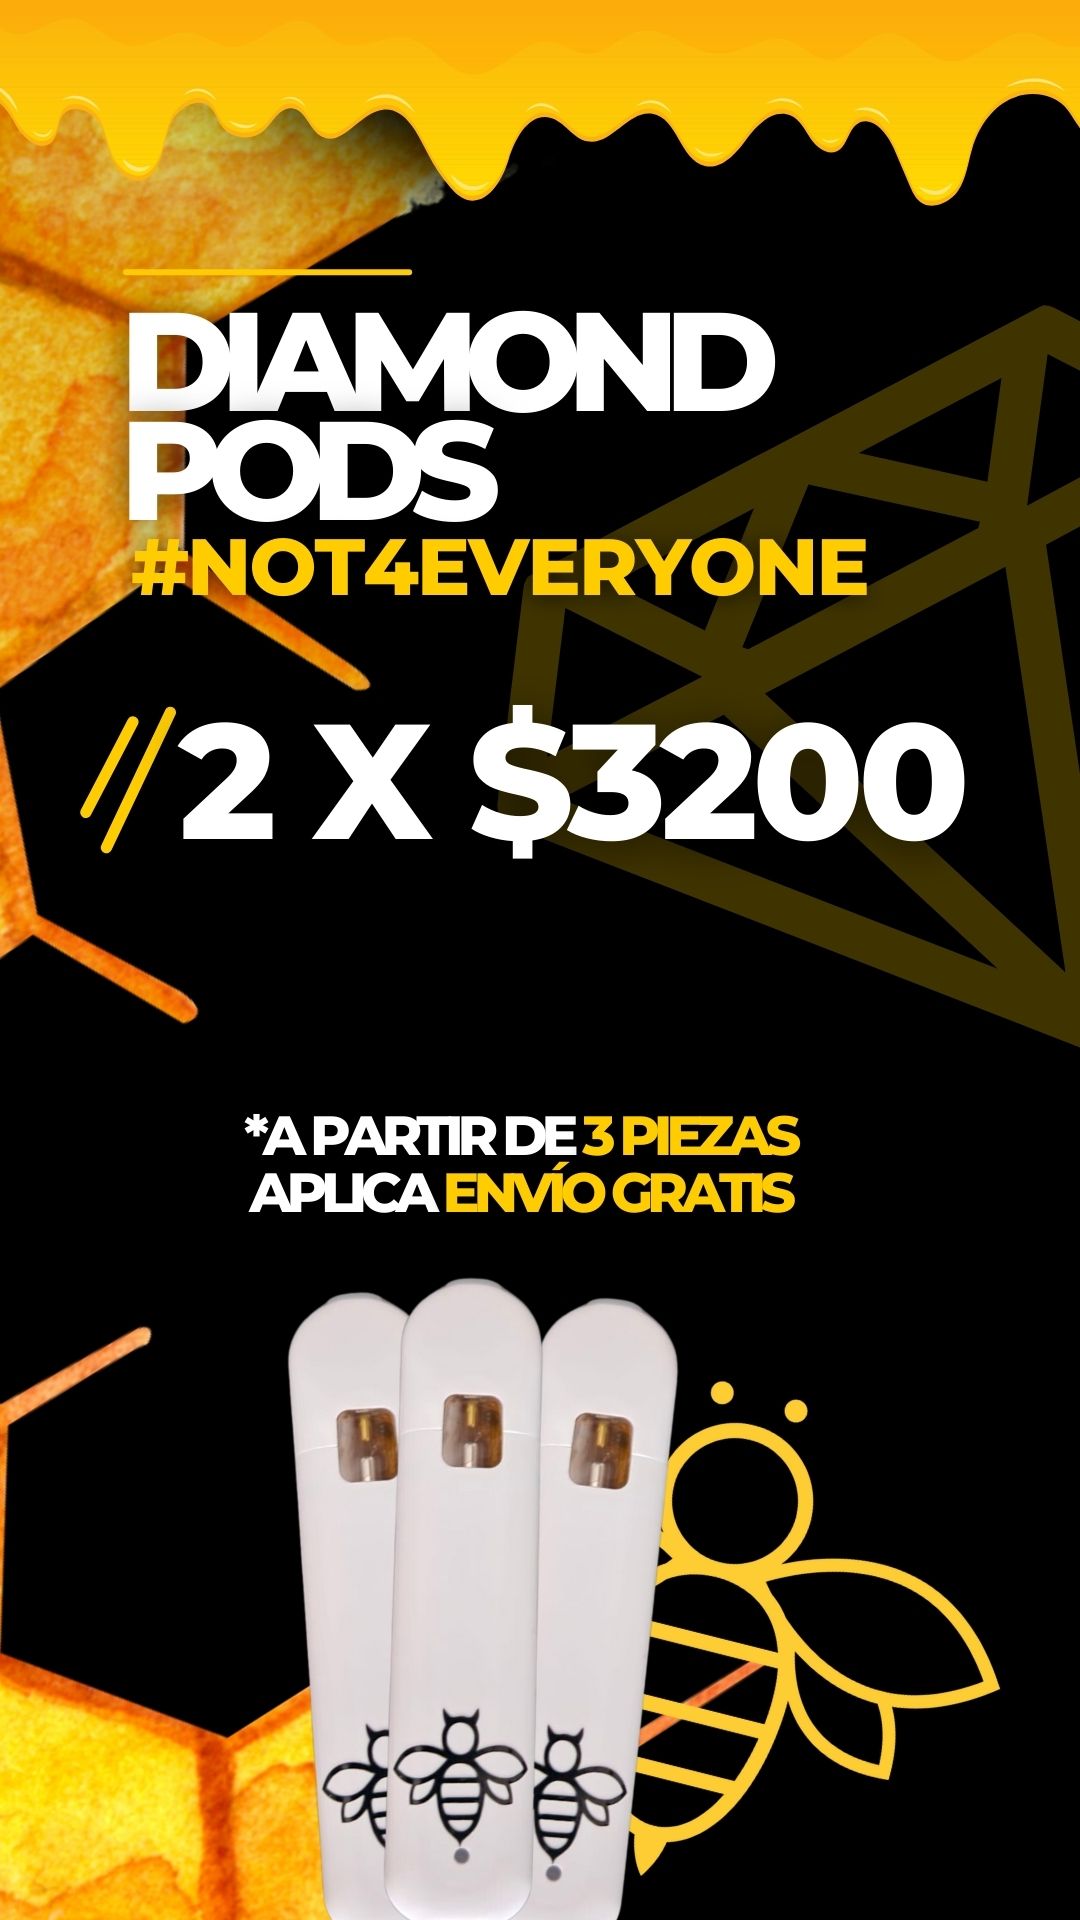 DIAMOND
PODS
#NOT4EVERYONE
//2 X $3200
*A PARTIR DE 3 PIEZAS
APLICA ENVÍO GRATIS